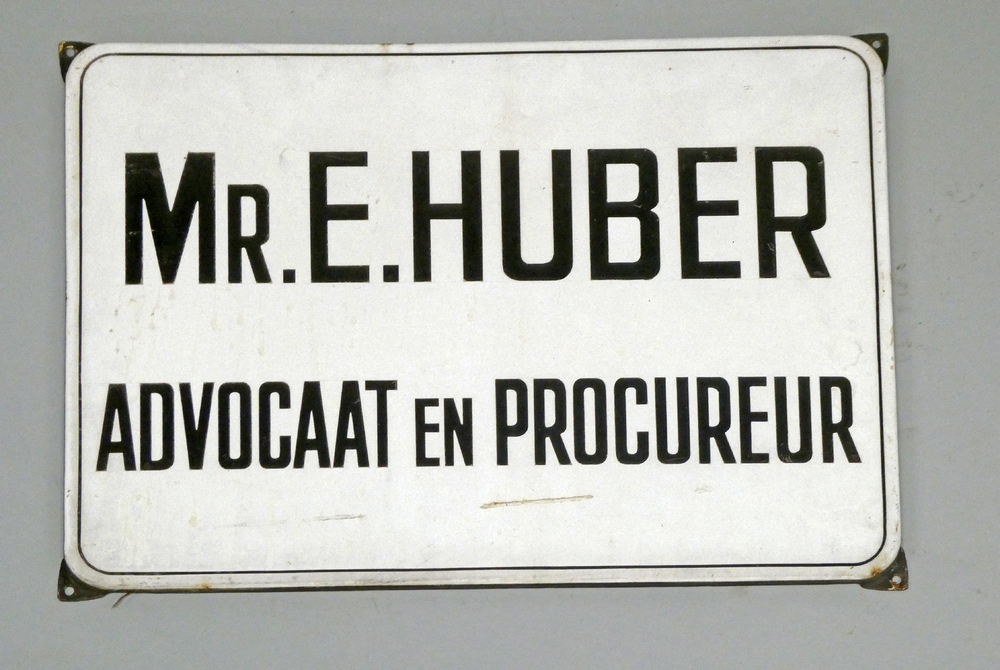 MR. E. HUBER
ADVOCAAT EN PROCUREUR